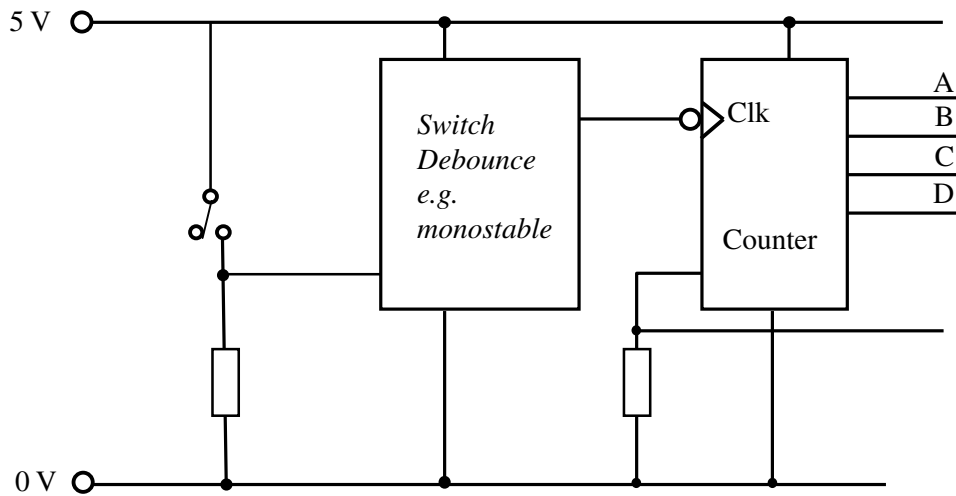 5 V
Switch
Debounce
e.g.
monostable
Clk
Counter
A
B
C
D
0 V